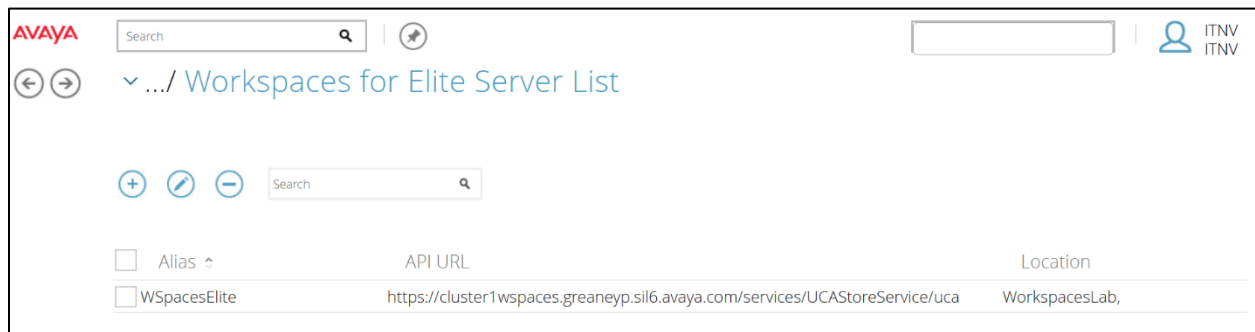 AVAYA
Search
ITNV
ITNV
.../ Workspaces for Elite Server List
Search
Alias API URL Location
WSpacesElite https://cluster1wspaces.greaneyp.sil6.avaya.com/services/UCAStoreService/uca WorkspacesLab,